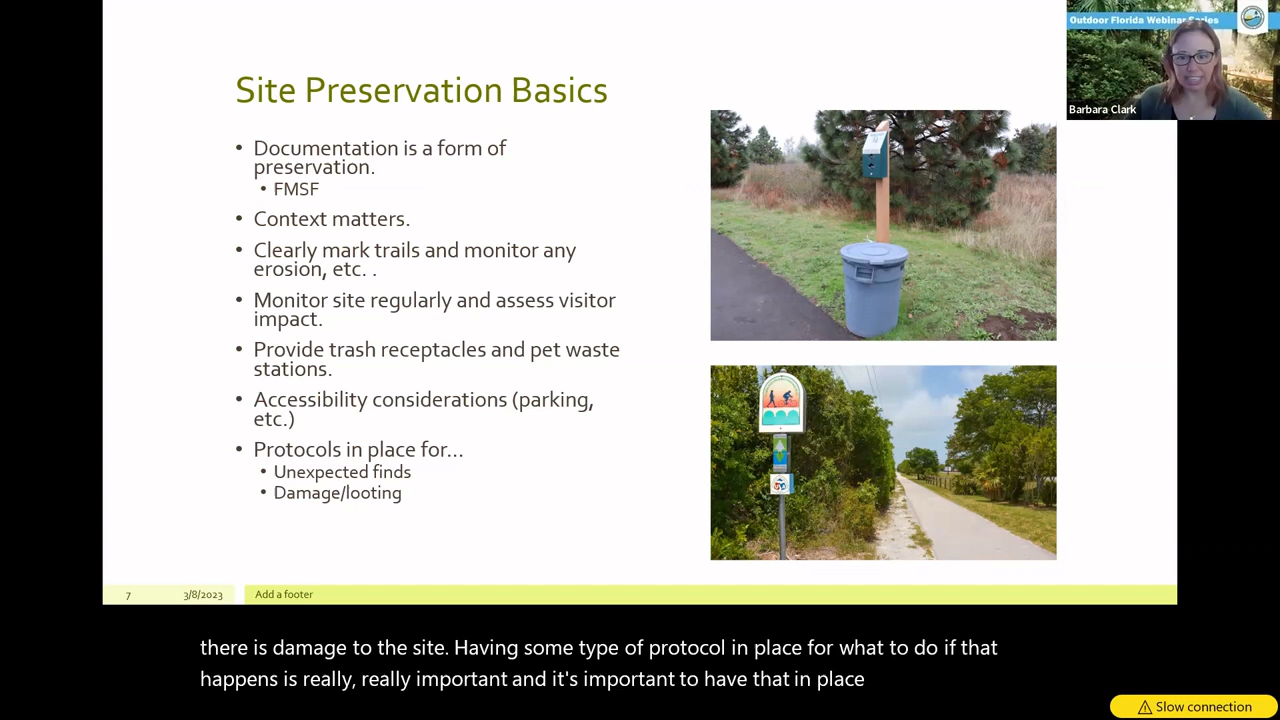 Outdoor Florida Webinar Series
Barbara Clark
Site Preservation Basics
• Documentation is a form of
preservation.
• FMSF
• Context matters.
• Clearly mark trails and monitor any
erosion, etc. .
• Monitor site regularly and assess visitor
impact.
• Provide trash receptacles and pet waste
stations.
• Accessibility considerations (parking,
etc.)
• Protocols in place for...
• Unexpected finds
• Damage/looting
7
3/8/2023
Add a footer
there is damage to the site. Having some type of protocol in place for what to do if that
happens is really, really important and it's important to have that in place
Slow connection